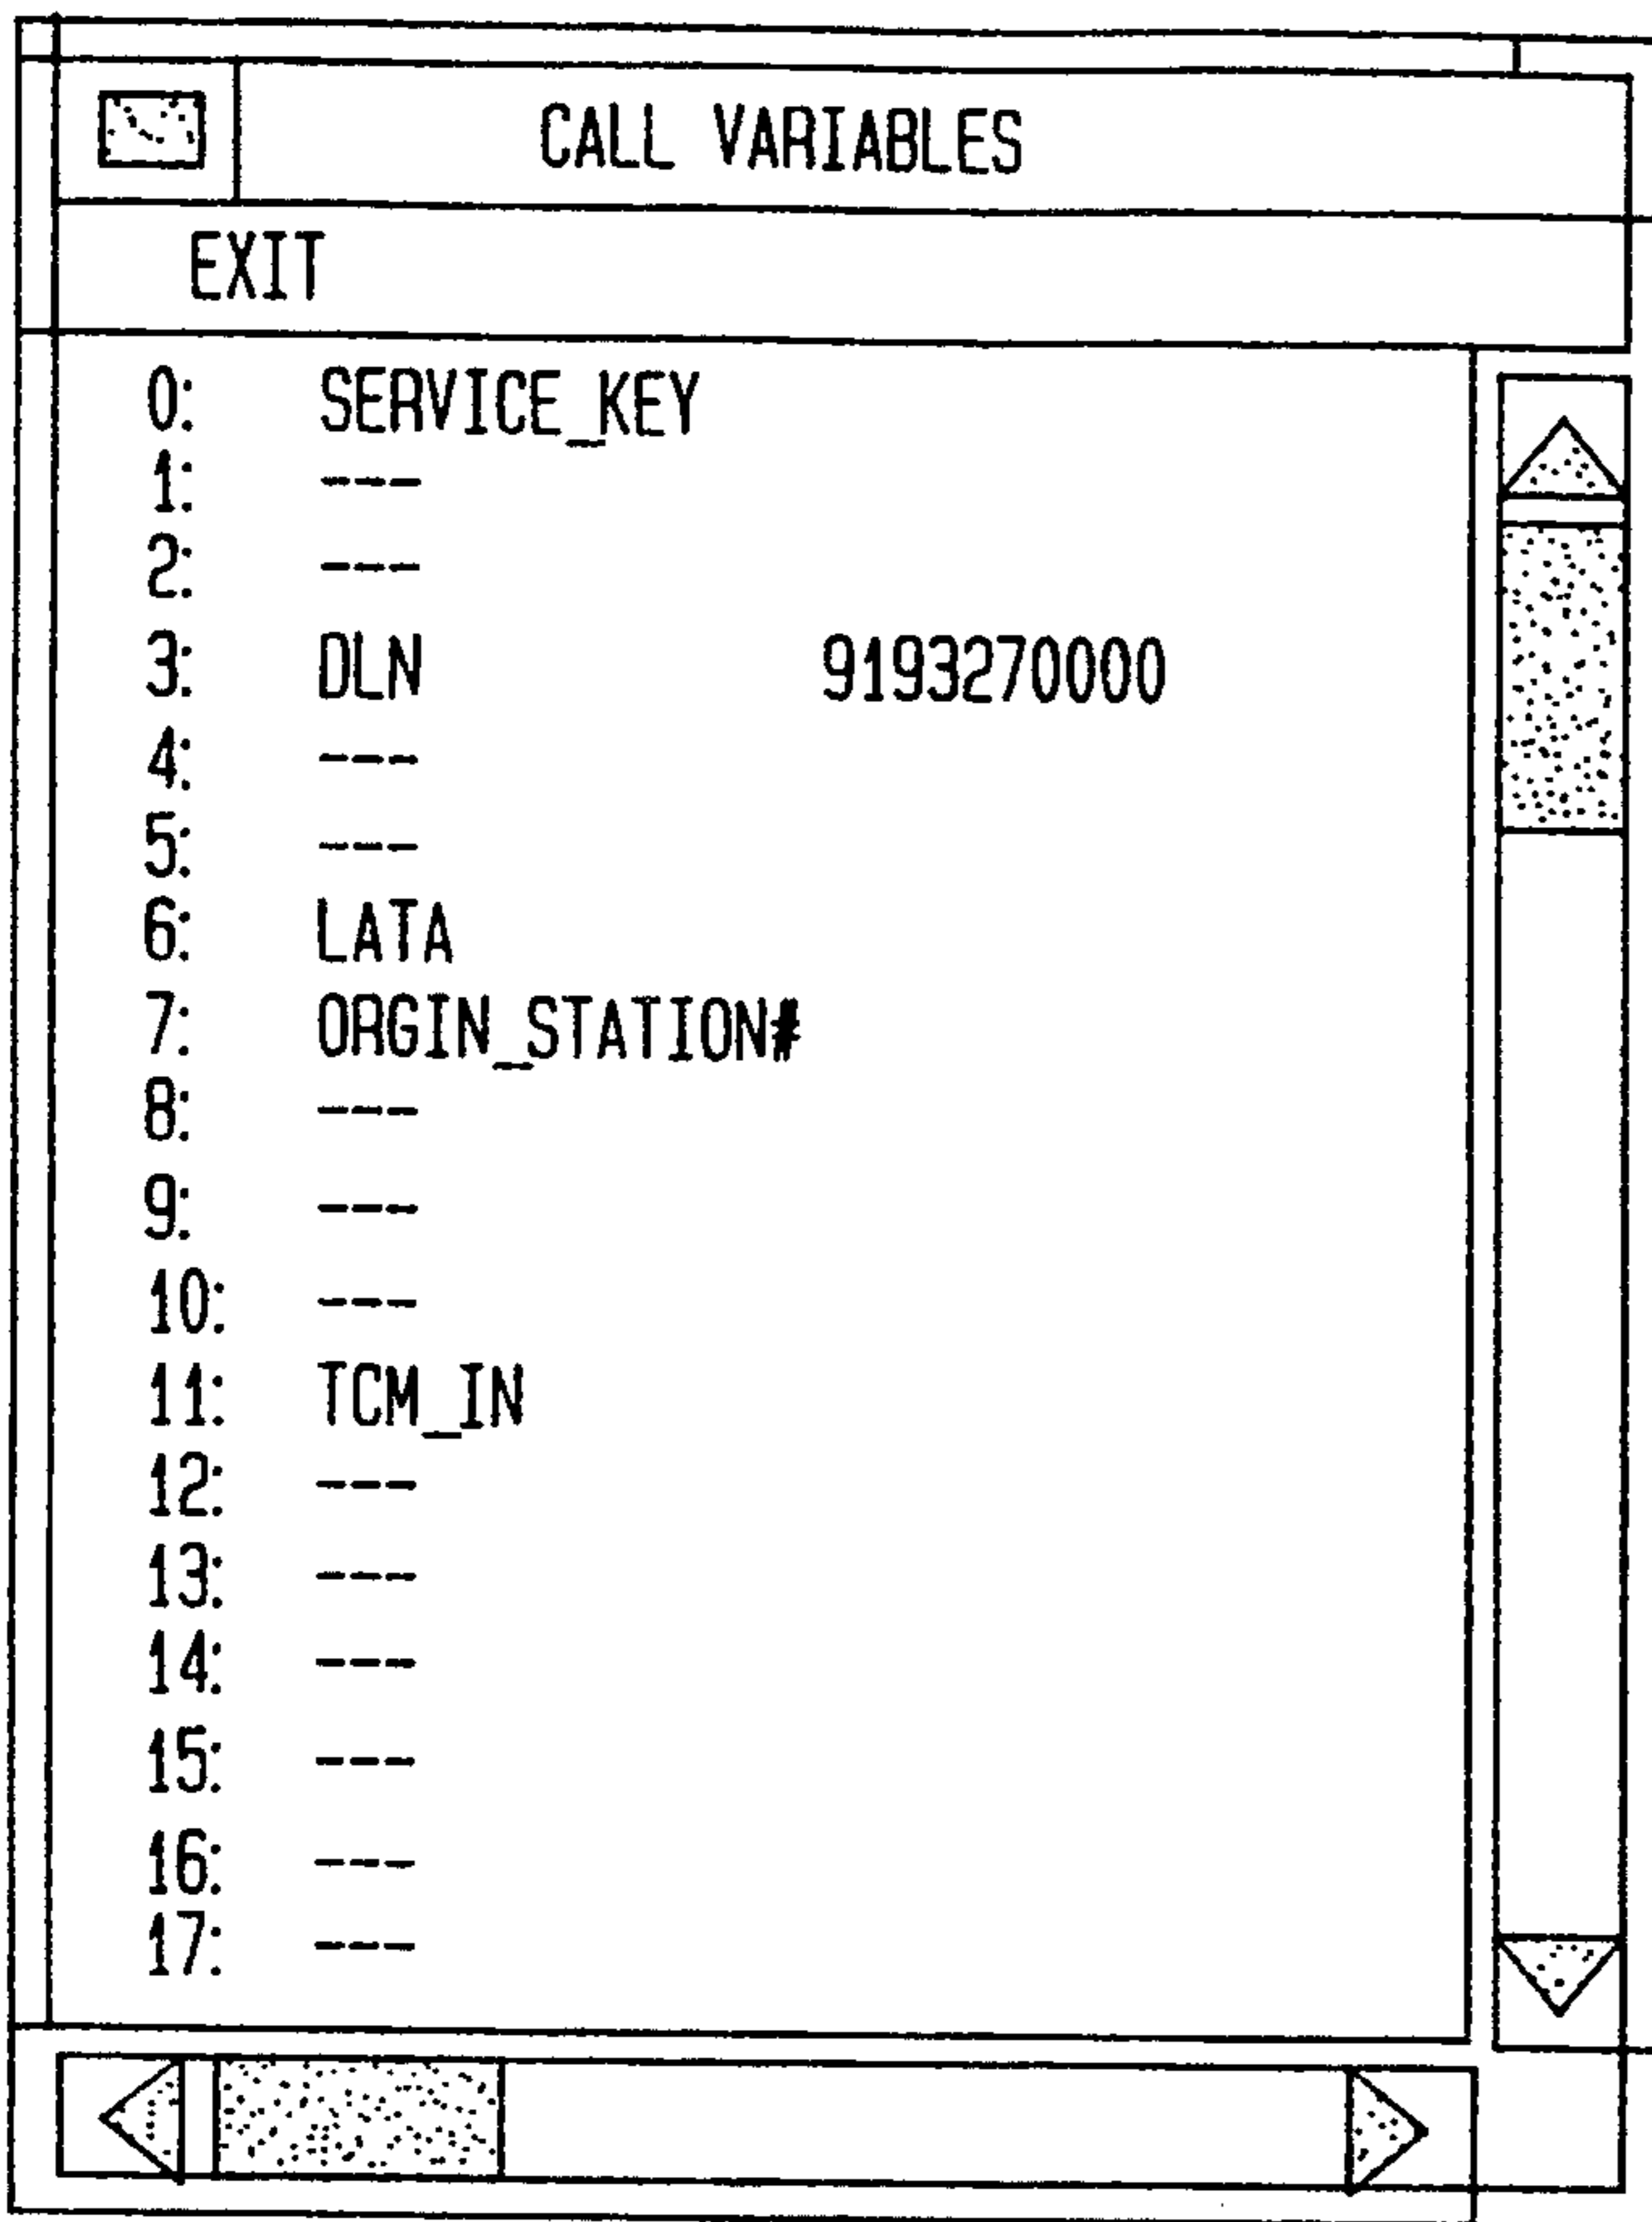 CALL VARIABLES
EXIT
0: SERVICE_KEY
1: ---
2: ---
3: DLN 9193270000
4: ---
5: ---
6: LATA
7: ORGIN_STATION#
8: ---
9: ---
10: ---
11: TCM_IN
12: ---
13: ---
14: ---
15: ---
16: ---
17: ---